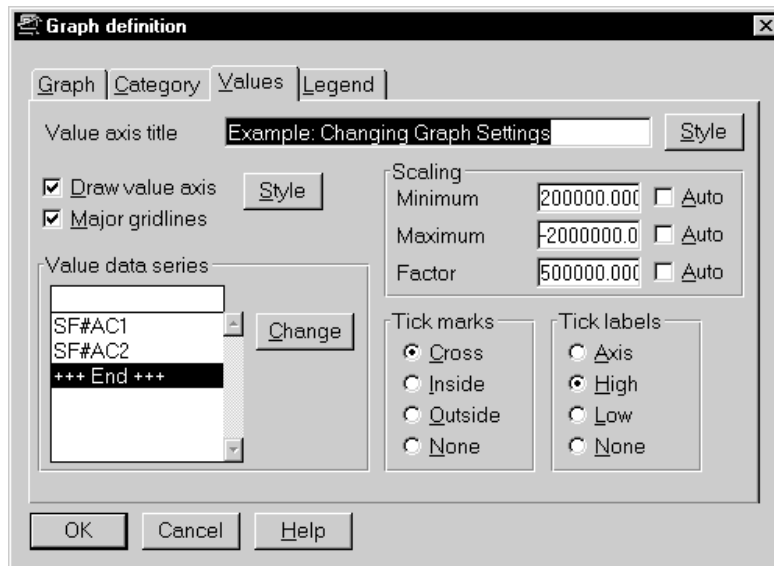 Graph definition
Graph Category Values Legend
Value axis title Example: Changing Graph Settings Style
Draw value axis Style
Major gridlines
Scaling
Minimum 200000.000 Auto
Maximum -2000000.0 Auto
Factor 500000.000 Auto
Value data series
SF#AC1
SF#AC2
+++ End +++
Change
Tick marks
Cross
Inside
Outside
None
Tick labels
Axis
High
Low
None
OK Cancel Help